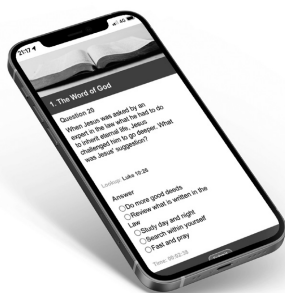 21:17
4G
1. The Word of God
Question 20
When Jesus was asked by an
expert in the law what he had to do
to inherit eternal life, Jesus
challenged him to go deeper. What
was Jesus' suggestion?
Lookup: Luke 10:26
Answer
Do more good deeds
Review what is written in the
Law
Study day and night
Search within yourself
Fast and pray
Time: 00:02:38